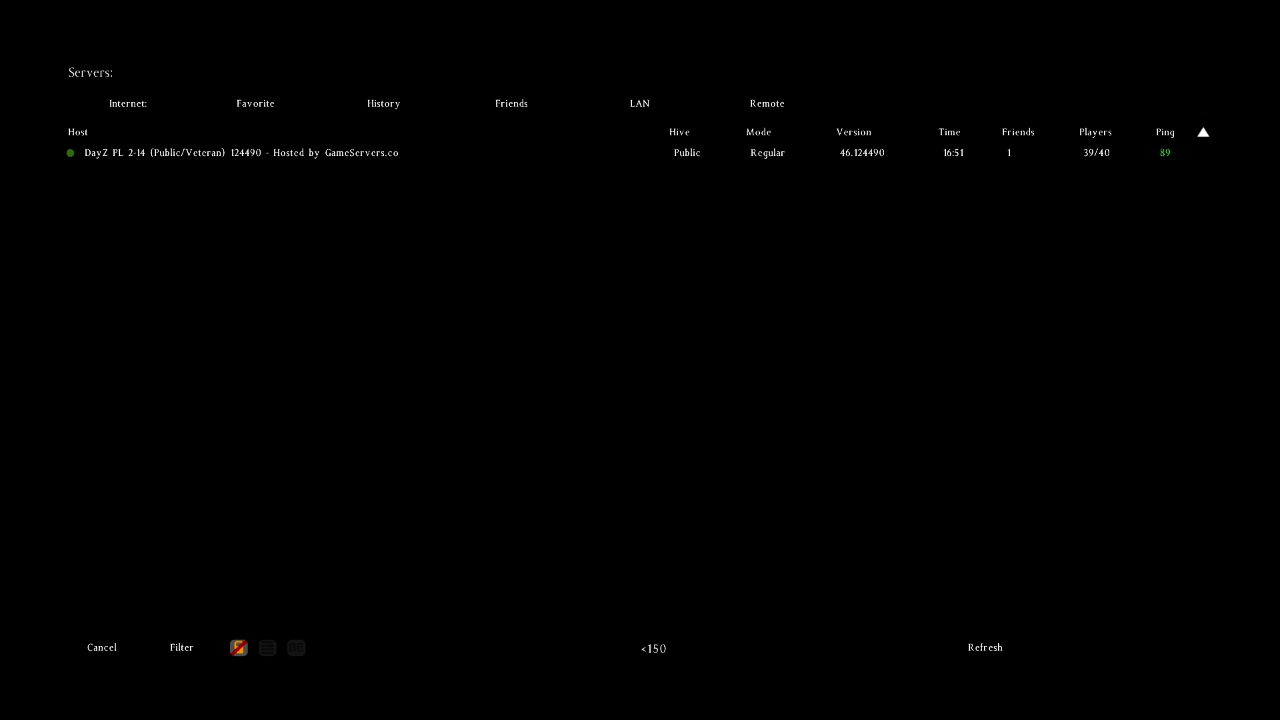 Servers:
Internet: Favorite History Friends LAN Remote
Host Hive Mode Version Time Friends Players Ping
DayZ PL 2-14 (Public/Veteran) 124490 - Hosted by GameServers.co Public Regular 46.124490 16:51 1 39/40 89
Cancel Filter <150 Refresh